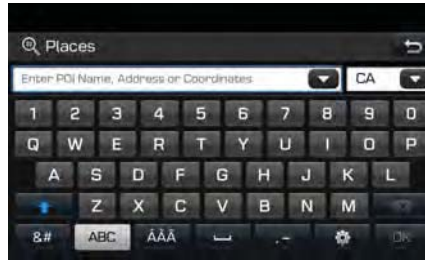 Places
Enter POI Name, Address or Coordinates CA
1 2 3 4 5 6 7 8 9 0
Q W E R T Y U I O P
A S D F G H J K L
Z X C V B N M
&# ABC ÀÁÃ .– OK